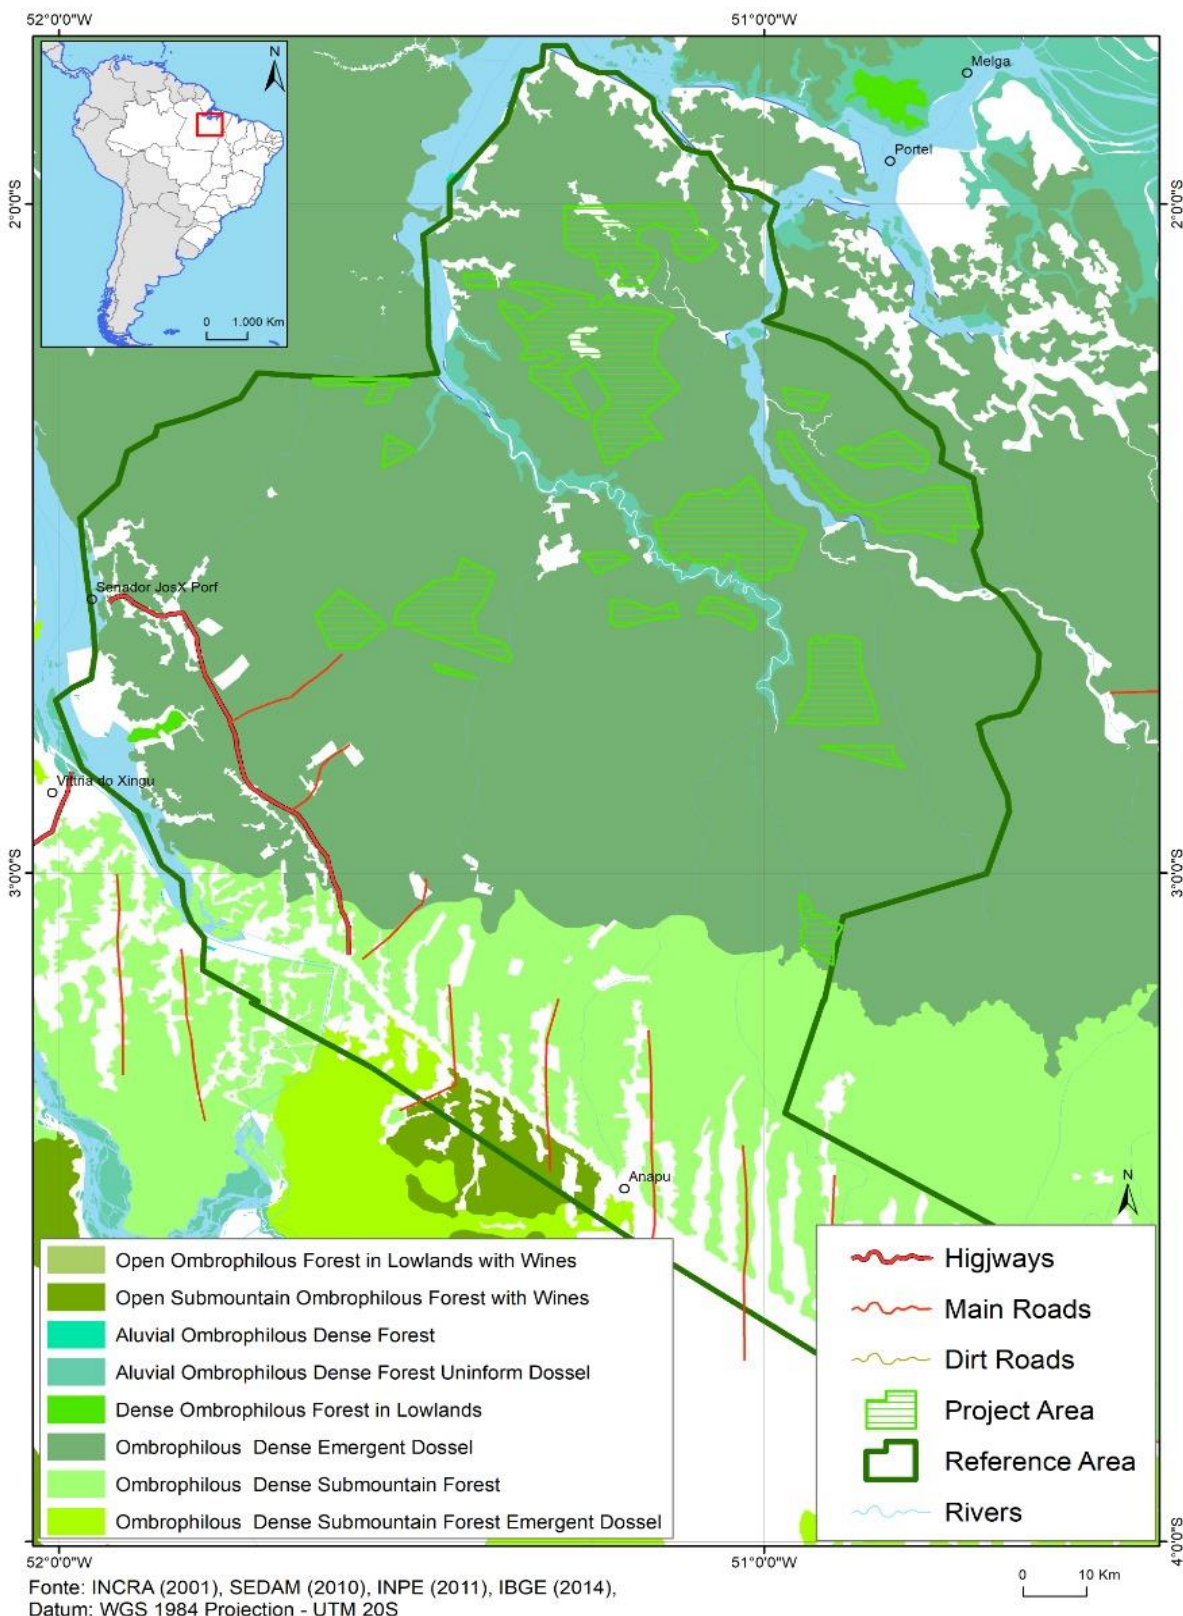 52°0'0"W
51°0'0"W
N
0 1.000 Km
Melga
Portel
2°0'0"S
2°0'0"S
Senador JosX Porf
Vittria do Xingu
3°0'0"S
3°0'0"S
Anapu
N
Open Ombrophilous Forest in Lowlands with Wines
Open Submountain Ombrophilous Forest with Wines
Aluvial Ombrophilous Dense Forest
Aluvial Ombrophilous Dense Forest Uninform Dossel
Dense Ombrophilous Forest in Lowlands
Ombrophilous Dense Emergent Dossel
Ombrophilous Dense Submountain Forest
Ombrophilous Dense Submountain Forest Emergent Dossel
Higjways
Main Roads
Dirt Roads
Project Area
Reference Area
Rivers
4°0'0"S
52°0'0"W
51°0'0"W
0 10 Km
Fonte: INCRA (2001), SEDAM (2010), INPE (2011), IBGE (2014),
Datum: WGS 1984 Projection - UTM 20S